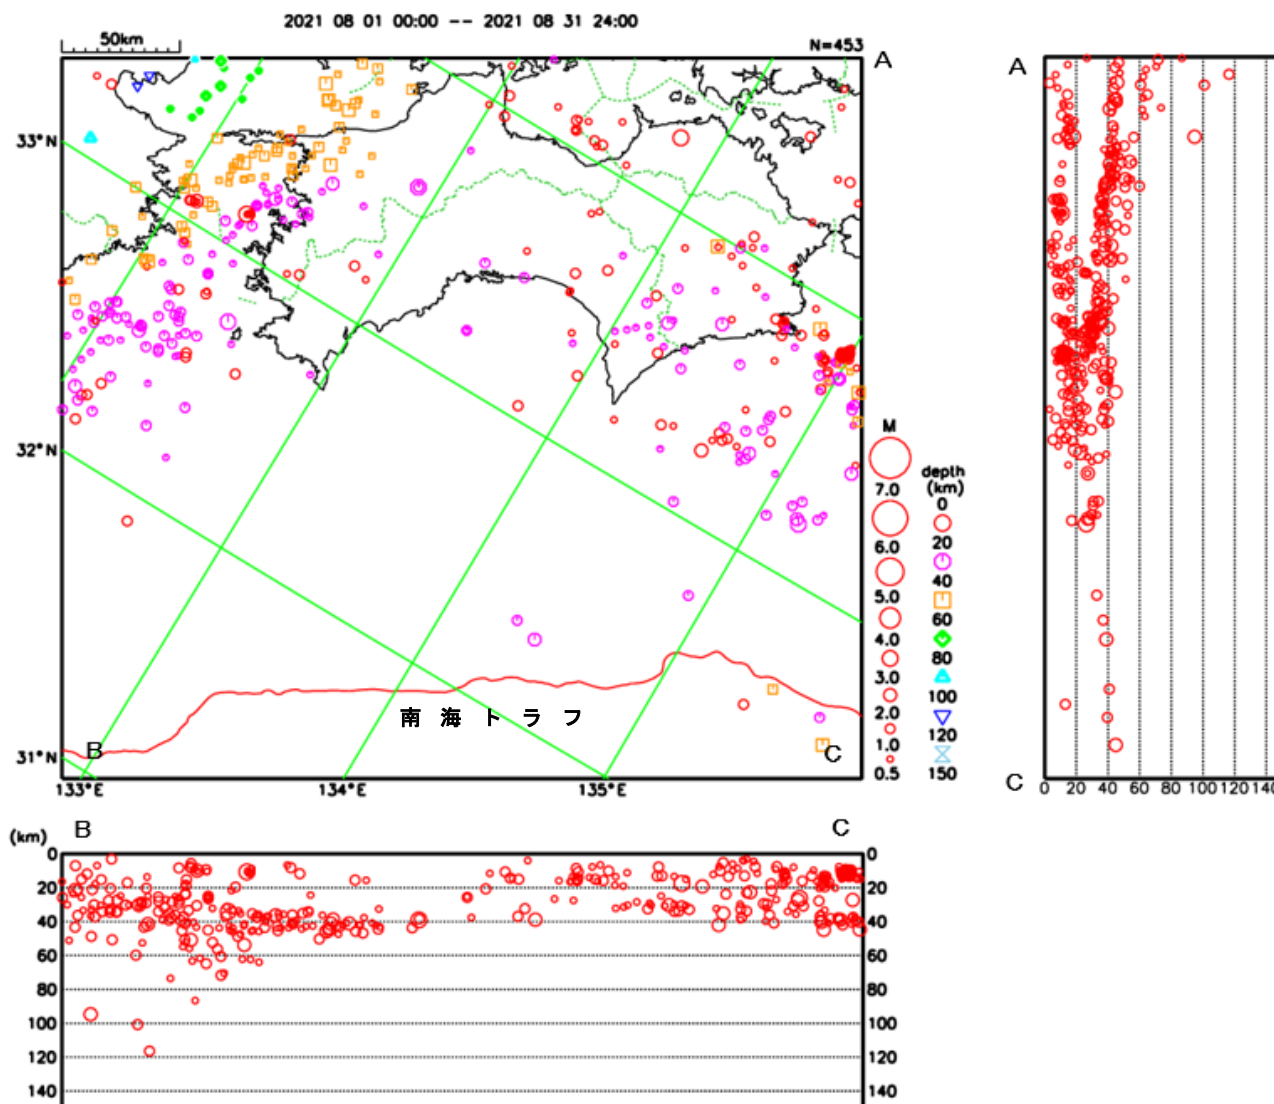 2021 08 01 00:00 -- 2021 08 31 24:00
50km
N=453
A
33°N
32°N
31°N
133°E
134°E
135°E
B
C
南海トラフ
M
7.0
6.0
5.0
4.0
3.0
2.0
1.0
0.5
depth
(km)
0
20
40
60
80
100
120
150
A
C
0 20 40 60 80 100 120 140
B
C
(km)
0
20
40
60
80
100
120
140
0
20
40
60
80
100
120
140